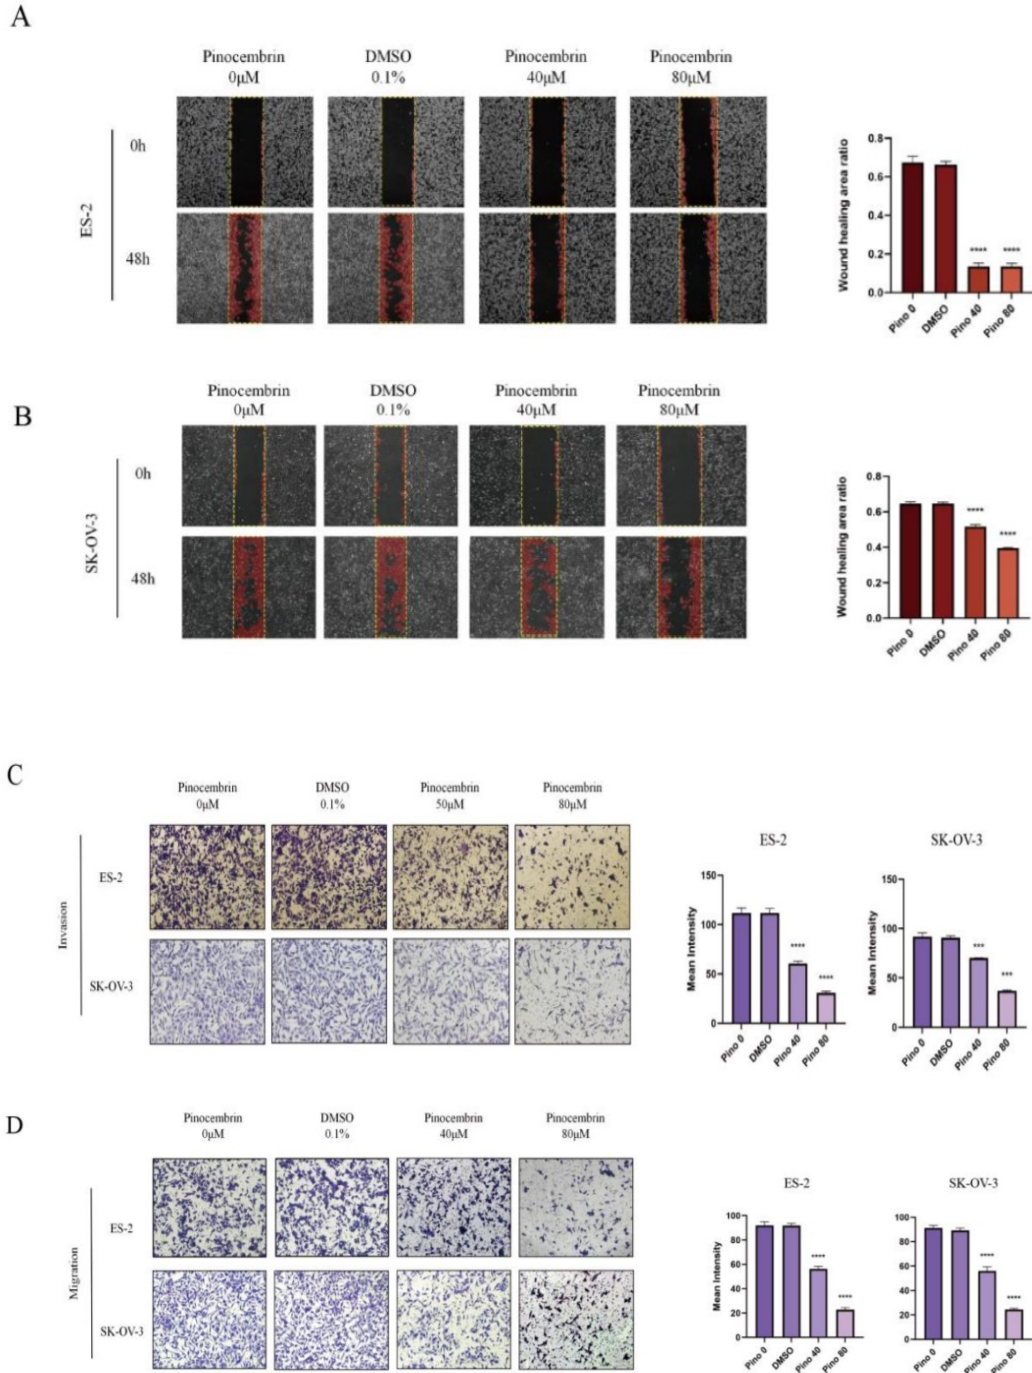 A
Pinocembrin
0μM
DMSO
0.1%
Pinocembrin
40μM
Pinocembrin
80μM
ES-2
0h
48h
Wound healing area ratio
0.8
0.6
0.4
0.2
0.0
****
****
Pino 0
DMSO
Pino 40
Pino 80
B
Pinocembrin
0μM
DMSO
0.1%
Pinocembrin
40μM
Pinocembrin
80μM
SK-OV-3
0h
48h
Wound healing area ratio
0.8
0.6
0.4
0.2
0.0
****
****
Pino 0
DMSO
Pino 40
Pino 80
C
Pinocembrin
0μM
DMSO
0.1%
Pinocembrin
50μM
Pinocembrin
80μM
Invasion
ES-2
SK-OV-3
ES-2
Mean Intensity
150
100
50
0
****
****
Pino 0
DMSO
Pino 40
Pino 80
SK-OV-3
Mean Intensity
150
100
50
0
***
***
Pino 0
DMSO
Pino 40
Pino 80
D
Pinocembrin
0μM
DMSO
0.1%
Pinocembrin
40μM
Pinocembrin
80μM
Migration
ES-2
SK-OV-3
ES-2
Mean Intensity
100
80
60
40
20
0
****
****
Pino 0
DMSO
Pino 40
Pino 80
SK-OV-3
Mean Intensity
100
80
60
40
20
0
****
****
Pino 0
DMSO
Pino 40
Pino 80